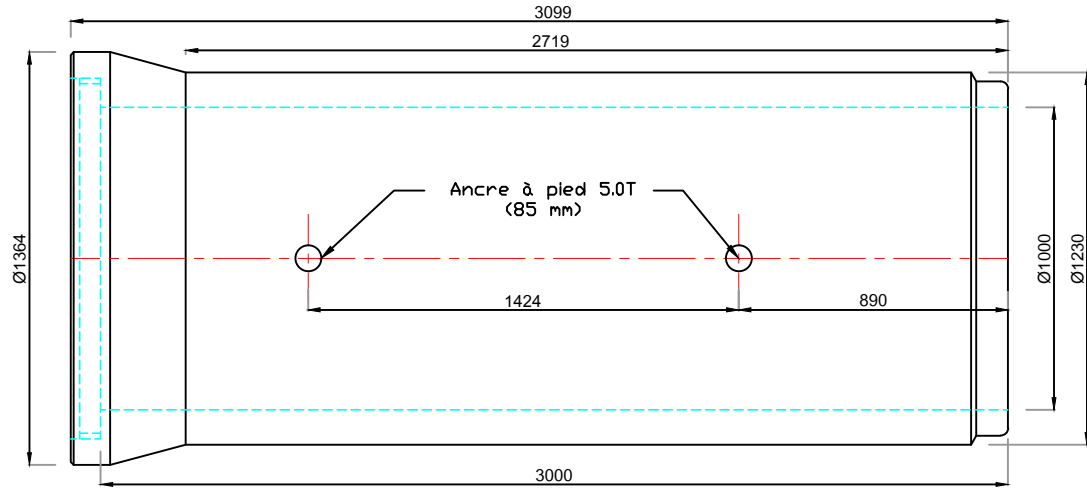 3099
2719
Ancre à pied 5.0T
(85 mm)
Ø1364
Ø1000
Ø1230
1424
890
3000